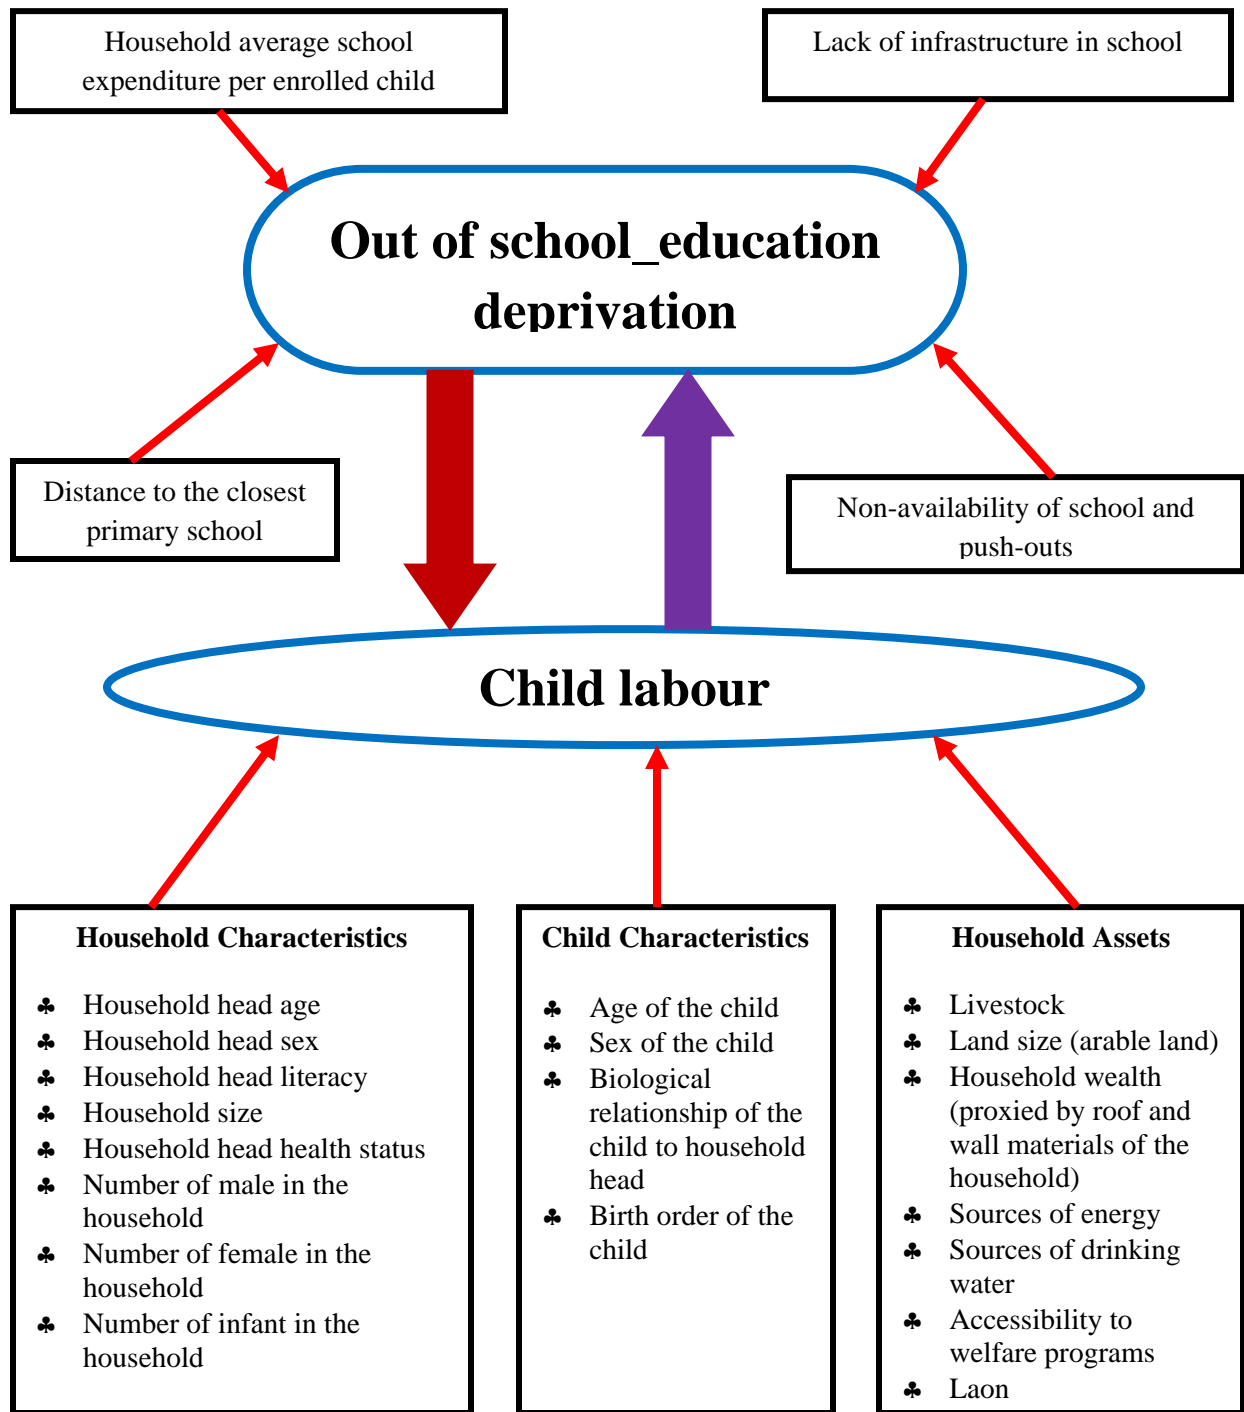 Household average school
expenditure per enrolled child
Lack of infrastructure in school
Out of school_education
deprivation
Distance to the closest
primary school
Non-availability of school and
push-outs
Child labour
Household Characteristics
♣ Household head age
♣ Household head sex
♣ Household head literacy
♣ Household size
♣ Household head health status
♣ Number of male in the
household
♣ Number of female in the
household
♣ Number of infant in the
household
Child Characteristics
♣ Age of the child
♣ Sex of the child
♣ Biological
relationship of the
child to household
head
♣ Birth order of the
child
Household Assets
♣ Livestock
♣ Land size (arable land)
♣ Household wealth
(proxied by roof and
wall materials of the
household)
♣ Sources of energy
♣ Sources of drinking
water
♣ Accessibility to
welfare programs
♣ Laon